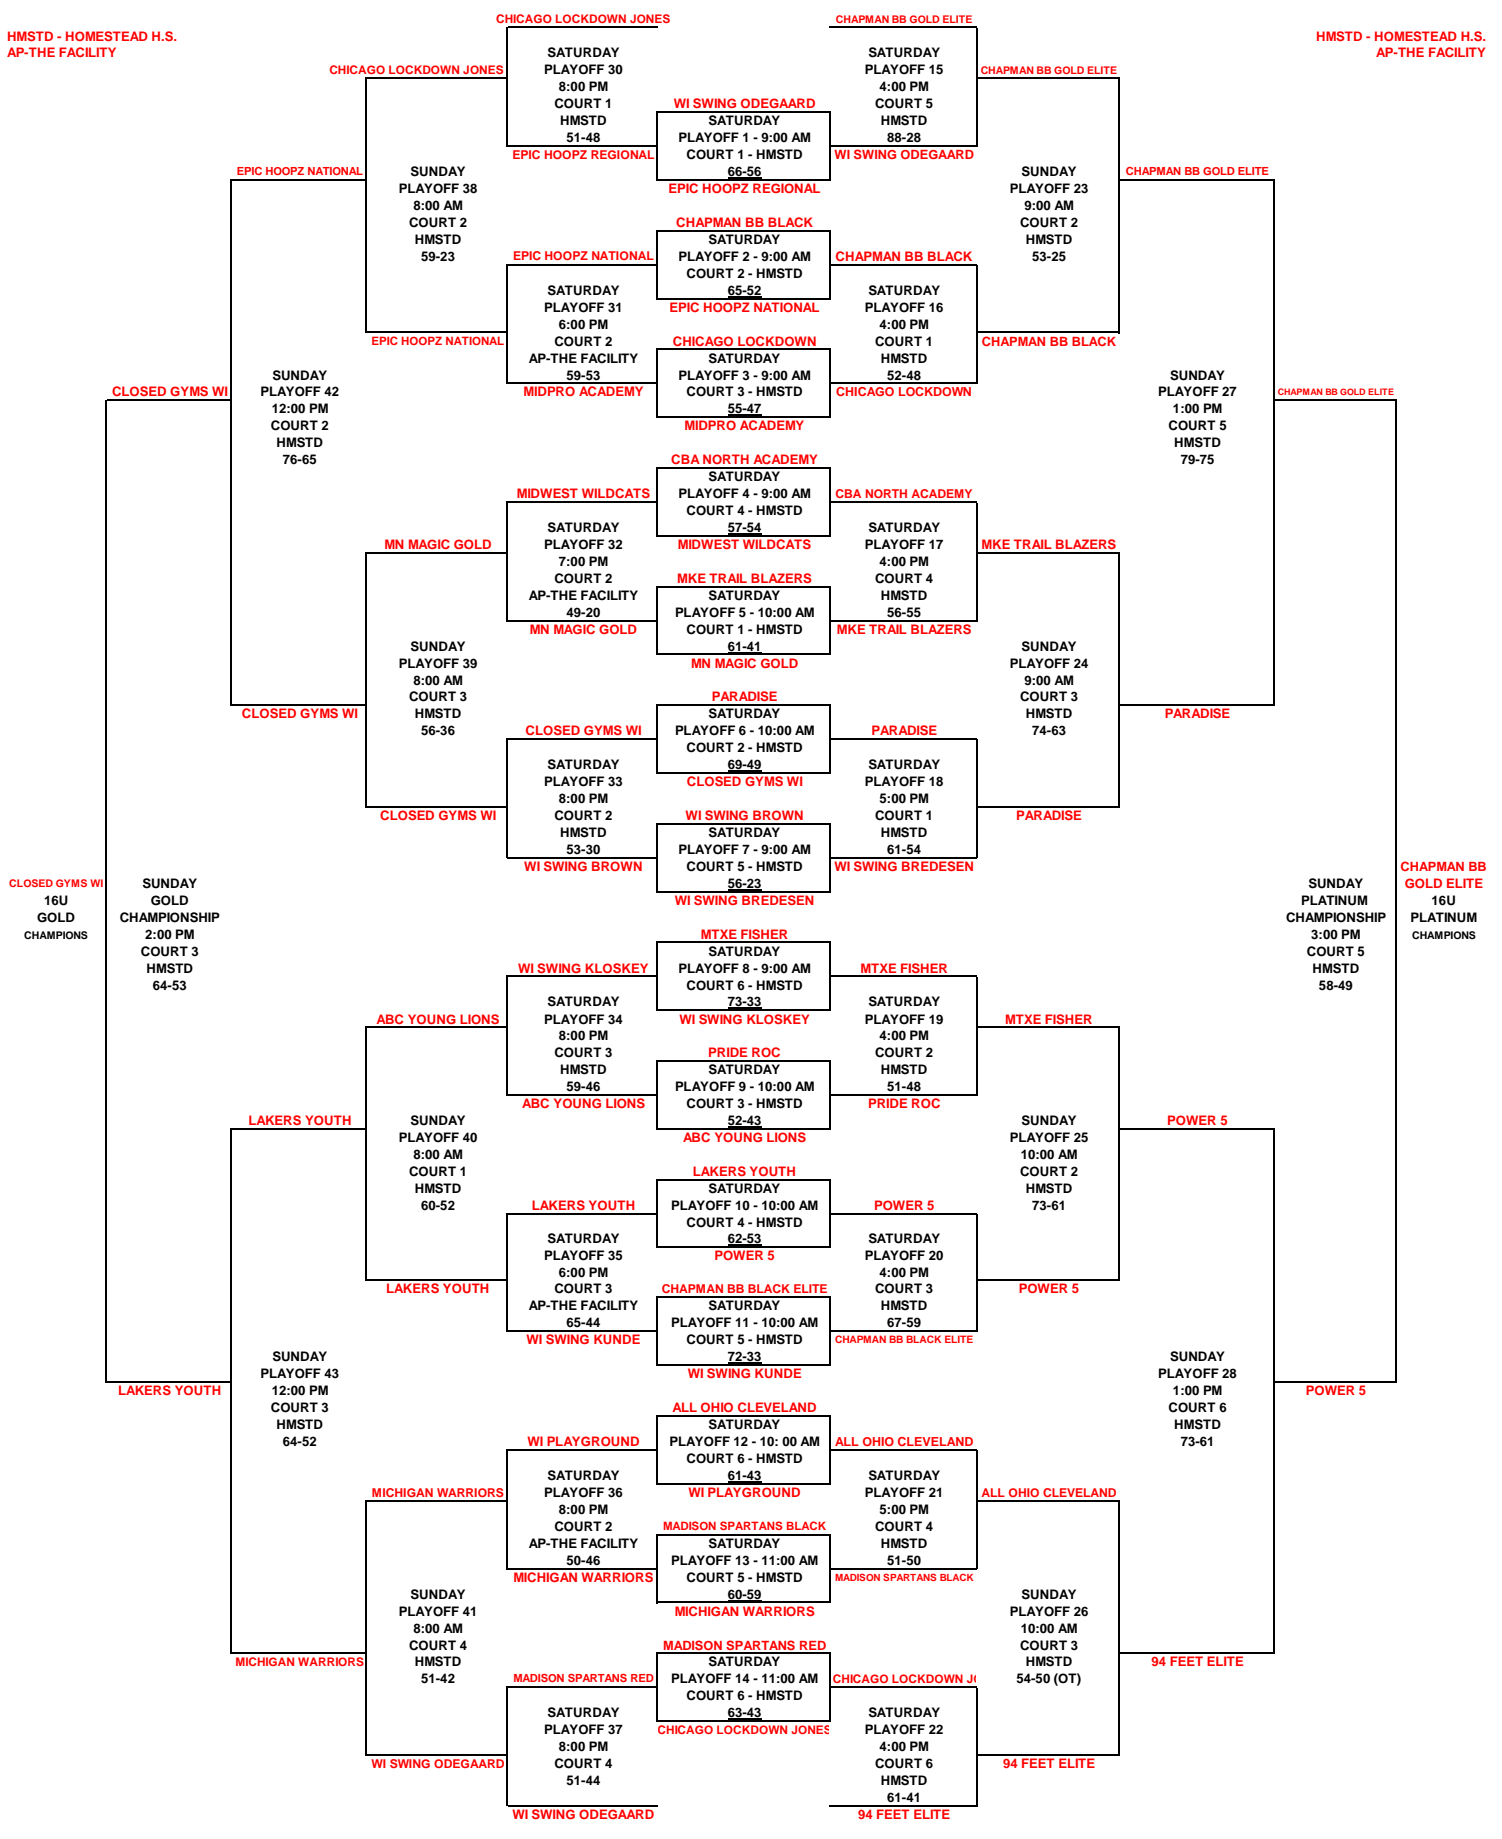 HMSTD - HOMESTEAD H.S.
AP-THE FACILITY
HMSTD - HOMESTEAD H.S.
AP-THE FACILITY
CLOSED GYMS WI
16U
GOLD
CHAMPIONS
SUNDAY
GOLD
CHAMPIONSHIP
2:00 PM
COURT 3
HMSTD
64-53
CLOSED GYMS WI
LAKERS YOUTH
EPIC HOOPZ NATIONAL
SUNDAY
PLAYOFF 42
12:00 PM
COURT 2
HMSTD
76-65
CLOSED GYMS WI
LAKERS YOUTH
SUNDAY
PLAYOFF 43
12:00 PM
COURT 3
HMSTD
64-52
MICHIGAN WARRIORS
CHICAGO LOCKDOWN JONES
SUNDAY
PLAYOFF 38
8:00 AM
COURT 2
HMSTD
59-23
EPIC HOOPZ NATIONAL
MN MAGIC GOLD
SUNDAY
PLAYOFF 39
8:00 AM
COURT 3
HMSTD
56-36
CLOSED GYMS WI
ABC YOUNG LIONS
SUNDAY
PLAYOFF 40
8:00 AM
COURT 1
HMSTD
60-52
LAKERS YOUTH
MICHIGAN WARRIORS
SUNDAY
PLAYOFF 41
8:00 AM
COURT 4
HMSTD
51-42
WI SWING ODEGAARD
CHICAGO LOCKDOWN JONES
SATURDAY
PLAYOFF 30
8:00 PM
COURT 1
HMSTD
51-48
EPIC HOOPZ REGIONAL
EPIC HOOPZ NATIONAL
SATURDAY
PLAYOFF 31
6:00 PM
COURT 2
AP-THE FACILITY
59-53
MIDPRO ACADEMY
MIDWEST WILDCATS
SATURDAY
PLAYOFF 32
7:00 PM
COURT 2
AP-THE FACILITY
49-20
MN MAGIC GOLD
CLOSED GYMS WI
SATURDAY
PLAYOFF 33
8:00 PM
COURT 2
HMSTD
53-30
WI SWING BROWN
WI SWING KLOSKEY
SATURDAY
PLAYOFF 34
8:00 PM
COURT 3
HMSTD
59-46
ABC YOUNG LIONS
LAKERS YOUTH
SATURDAY
PLAYOFF 35
6:00 PM
COURT 3
AP-THE FACILITY
65-44
WI SWING KUNDE
WI PLAYGROUND
SATURDAY
PLAYOFF 36
8:00 PM
COURT 2
AP-THE FACILITY
50-46
MICHIGAN WARRIORS
MADISON SPARTANS RED
SATURDAY
PLAYOFF 37
8:00 PM
COURT 4
51-44
WI SWING ODEGAARD
WI SWING ODEGAARD
SATURDAY
PLAYOFF 1 - 9:00 AM
COURT 1 - HMSTD
66-56
EPIC HOOPZ REGIONAL
CHAPMAN BB BLACK
SATURDAY
PLAYOFF 2 - 9:00 AM
COURT 2 - HMSTD
65-52
EPIC HOOPZ NATIONAL
CHICAGO LOCKDOWN
SATURDAY
PLAYOFF 3 - 9:00 AM
COURT 3 - HMSTD
55-47
MIDPRO ACADEMY
CBA NORTH ACADEMY
SATURDAY
PLAYOFF 4 - 9:00 AM
COURT 4 - HMSTD
57-54
MIDWEST WILDCATS
MKE TRAIL BLAZERS
SATURDAY
PLAYOFF 5 - 10:00 AM
COURT 1 - HMSTD
61-41
MN MAGIC GOLD
PARADISE
SATURDAY
PLAYOFF 6 - 10:00 AM
COURT 2 - HMSTD
69-49
CLOSED GYMS WI
WI SWING BROWN
SATURDAY
PLAYOFF 7 - 9:00 AM
COURT 5 - HMSTD
56-23
WI SWING BREDESEN
MTXE FISHER
SATURDAY
PLAYOFF 8 - 9:00 AM
COURT 6 - HMSTD
73-33
WI SWING KLOSKEY
PRIDE ROC
SATURDAY
PLAYOFF 9 - 10:00 AM
COURT 3 - HMSTD
52-43
ABC YOUNG LIONS
LAKERS YOUTH
SATURDAY
PLAYOFF 10 - 10:00 AM
COURT 4 - HMSTD
62-53
POWER 5
CHAPMAN BB BLACK ELITE
SATURDAY
PLAYOFF 11 - 10:00 AM
COURT 5 - HMSTD
72-33
WI SWING KUNDE
ALL OHIO CLEVELAND
SATURDAY
PLAYOFF 12 - 10: 00 AM
COURT 6 - HMSTD
61-43
WI PLAYGROUND
MADISON SPARTANS BLACK
SATURDAY
PLAYOFF 13 - 11:00 AM
COURT 5 - HMSTD
60-59
MICHIGAN WARRIORS
MADISON SPARTANS RED
SATURDAY
PLAYOFF 14 - 11:00 AM
COURT 6 - HMSTD
63-43
CHICAGO LOCKDOWN JONES
CHAPMAN BB GOLD ELITE
SATURDAY
PLAYOFF 15
4:00 PM
COURT 5
HMSTD
88-28
WI SWING ODEGAARD
CHAPMAN BB BLACK
SATURDAY
PLAYOFF 16
4:00 PM
COURT 1
HMSTD
52-48
CHICAGO LOCKDOWN
CBA NORTH ACADEMY
SATURDAY
PLAYOFF 17
4:00 PM
COURT 4
HMSTD
56-55
MKE TRAIL BLAZERS
PARADISE
SATURDAY
PLAYOFF 18
5:00 PM
COURT 1
HMSTD
61-54
WI SWING BREDESEN
MTXE FISHER
SATURDAY
PLAYOFF 19
4:00 PM
COURT 2
HMSTD
51-48
PRIDE ROC
POWER 5
SATURDAY
PLAYOFF 20
4:00 PM
COURT 3
HMSTD
67-59
CHAPMAN BB BLACK ELITE
ALL OHIO CLEVELAND
SATURDAY
PLAYOFF 21
5:00 PM
COURT 4
HMSTD
51-50
MADISON SPARTANS BLACK
CHICAGO LOCKDOWN JO
SATURDAY
PLAYOFF 22
4:00 PM
COURT 6
HMSTD
61-41
94 FEET ELITE
CHAPMAN BB GOLD ELITE
SUNDAY
PLAYOFF 23
9:00 AM
COURT 2
HMSTD
53-25
CHAPMAN BB BLACK
MKE TRAIL BLAZERS
SUNDAY
PLAYOFF 24
9:00 AM
COURT 3
HMSTD
74-63
PARADISE
MTXE FISHER
SUNDAY
PLAYOFF 25
10:00 AM
COURT 2
HMSTD
73-61
POWER 5
ALL OHIO CLEVELAND
SUNDAY
PLAYOFF 26
10:00 AM
COURT 3
HMSTD
54-50 (OT)
94 FEET ELITE
CHAPMAN BB GOLD ELITE
SUNDAY
PLAYOFF 27
1:00 PM
COURT 5
HMSTD
79-75
PARADISE
POWER 5
SUNDAY
PLAYOFF 28
1:00 PM
COURT 6
HMSTD
73-61
94 FEET ELITE
CHAPMAN BB GOLD ELITE
SUNDAY
PLATINUM
CHAMPIONSHIP
3:00 PM
COURT 5
HMSTD
58-49
POWER 5
CHAPMAN BB
GOLD ELITE
16U
PLATINUM
CHAMPIONS